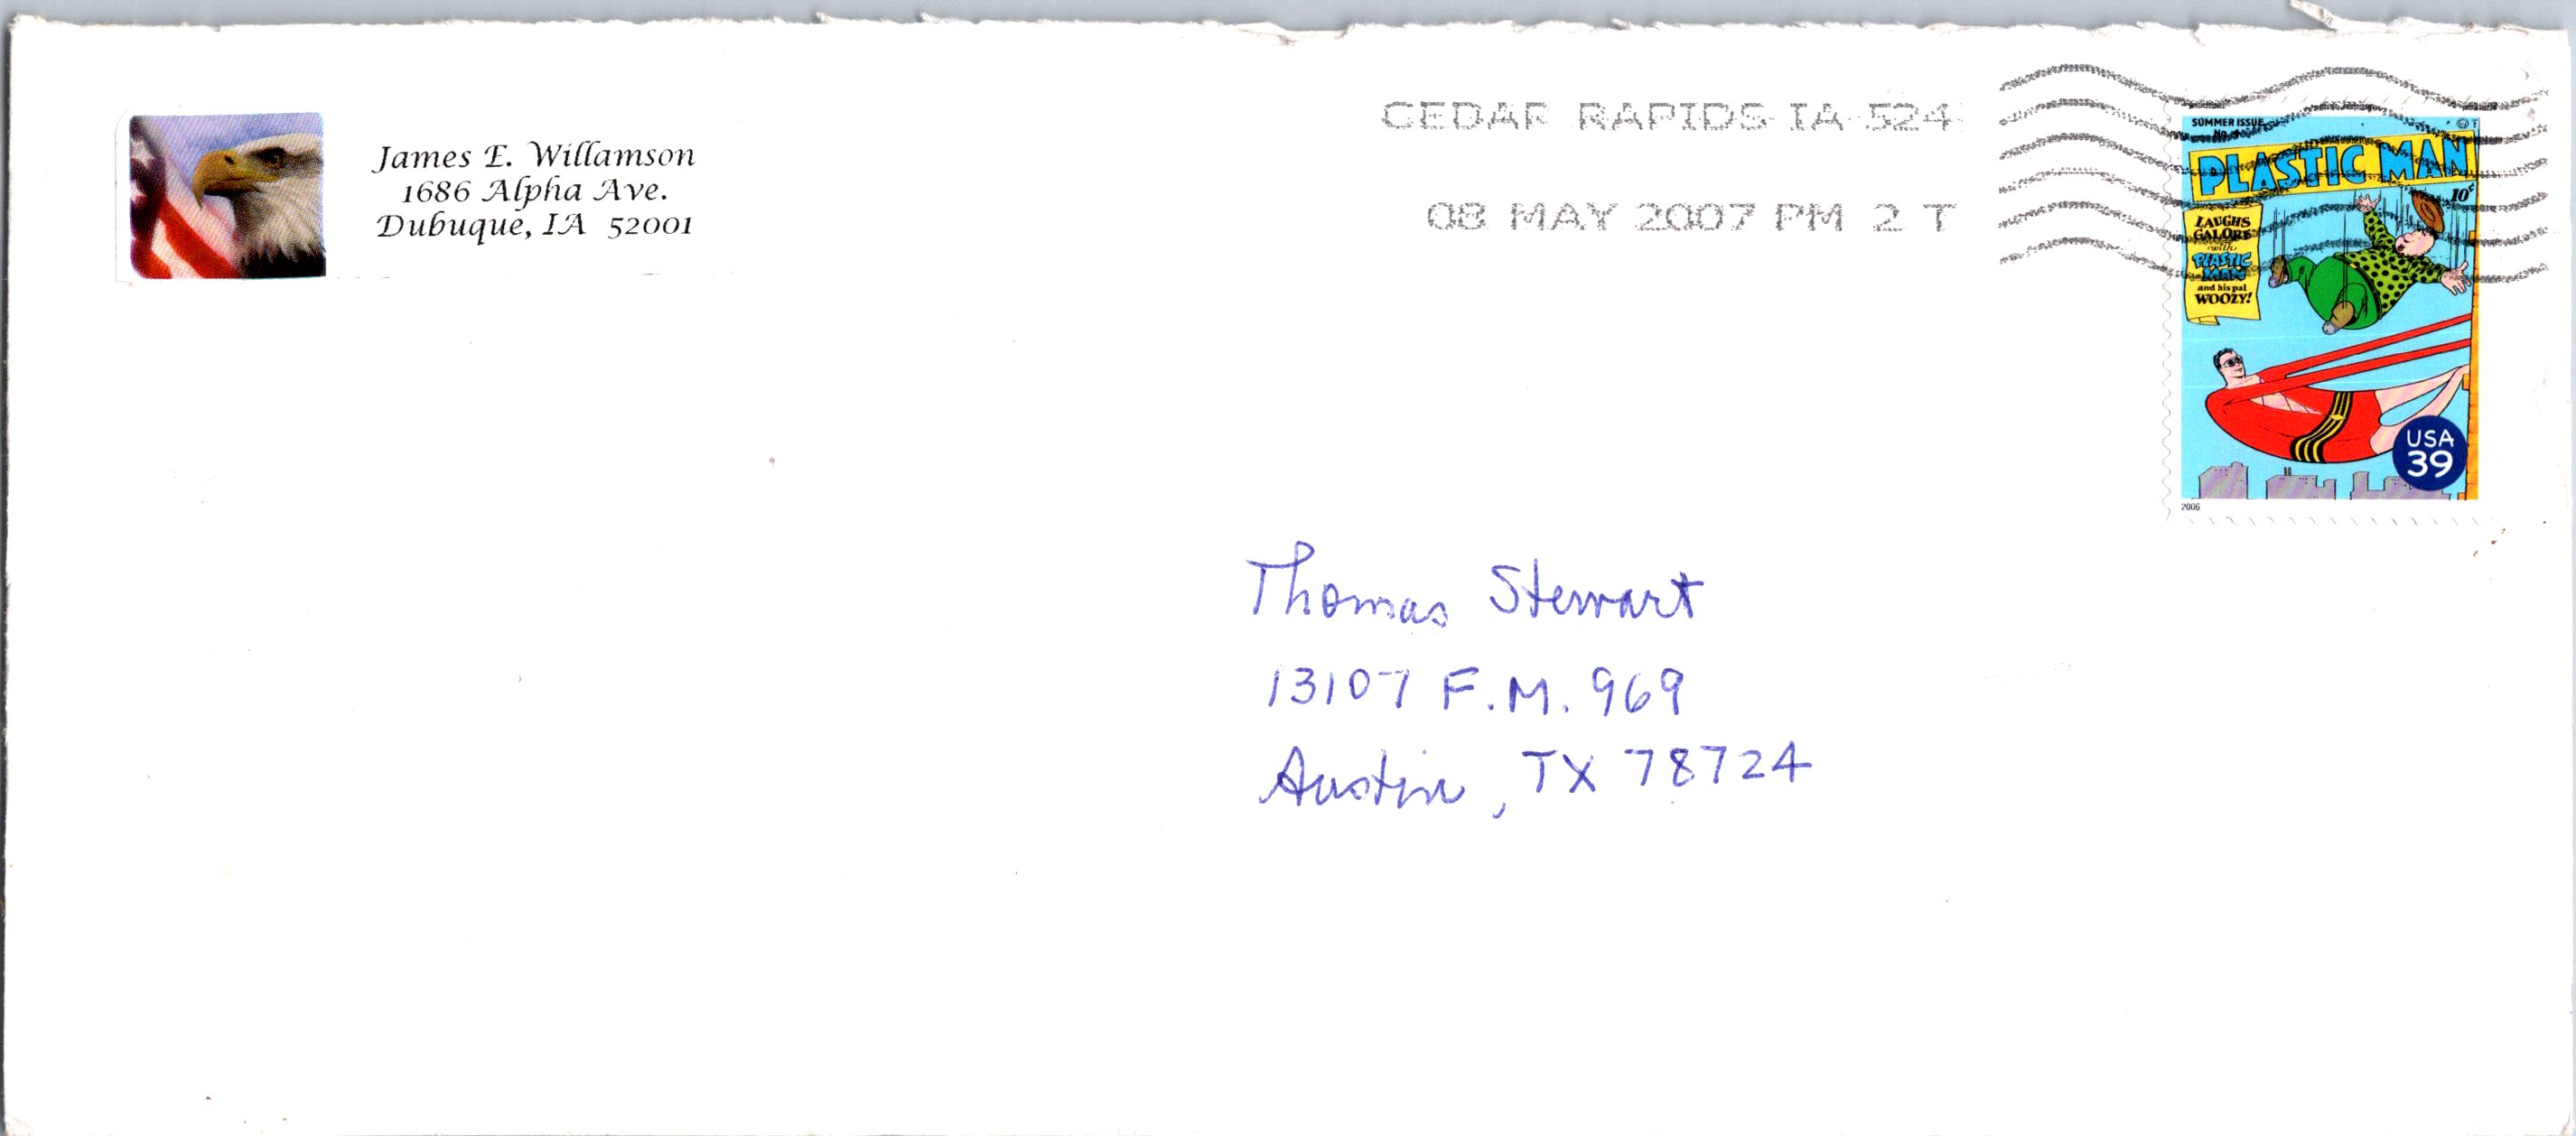 James E. Willamson
1686 Alpha Ave.
Dubuque, IA 52001
CEDAR RAPIDS IA 524
08 MAY 2007 PM 2 T
SUMMER ISSUE
PLASTIC MAN
10¢
LAUGHS
GALORE
with
PLASTIC
MAN
and his pal
WOOZY!
USA
39
2006
Thomas Stewart
13107 F.M. 969
Austin, TX 78724